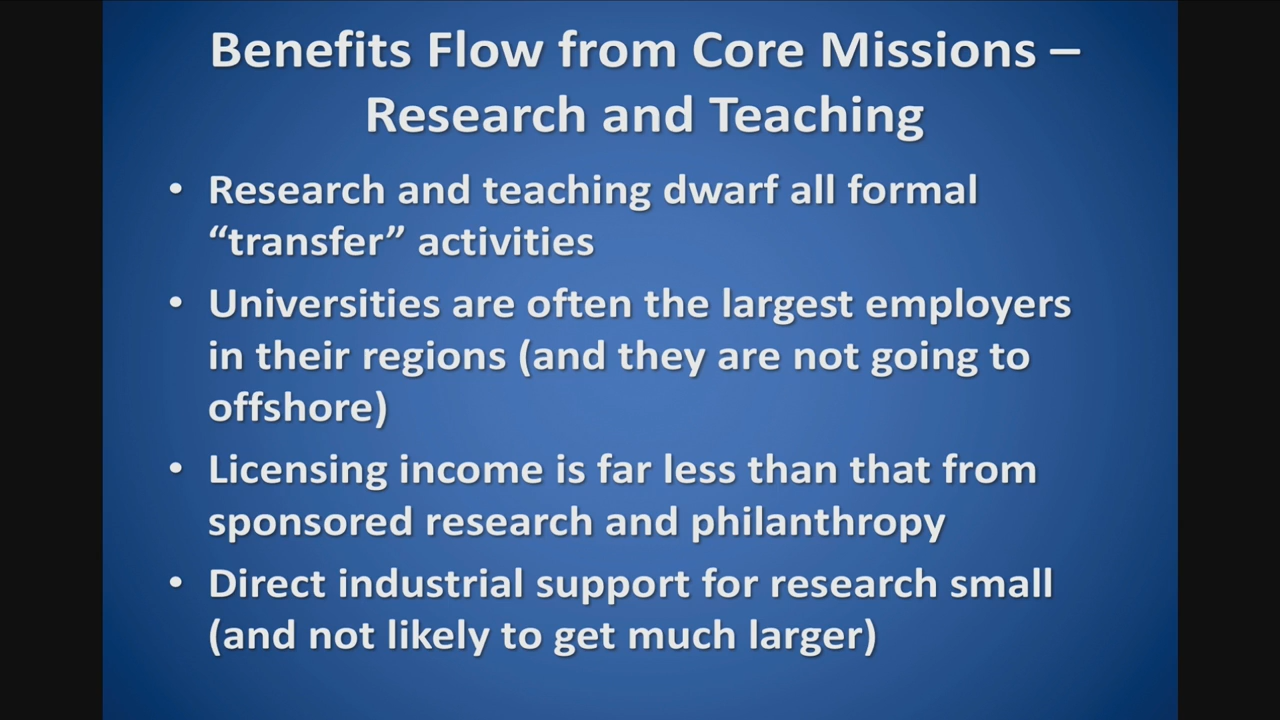 Benefits Flow from Core Missions –
Research and Teaching
• Research and teaching dwarf all formal
“transfer” activities
• Universities are often the largest employers
in their regions (and they are not going to
offshore)
• Licensing income is far less than that from
sponsored research and philanthropy
• Direct industrial support for research small
(and not likely to get much larger)